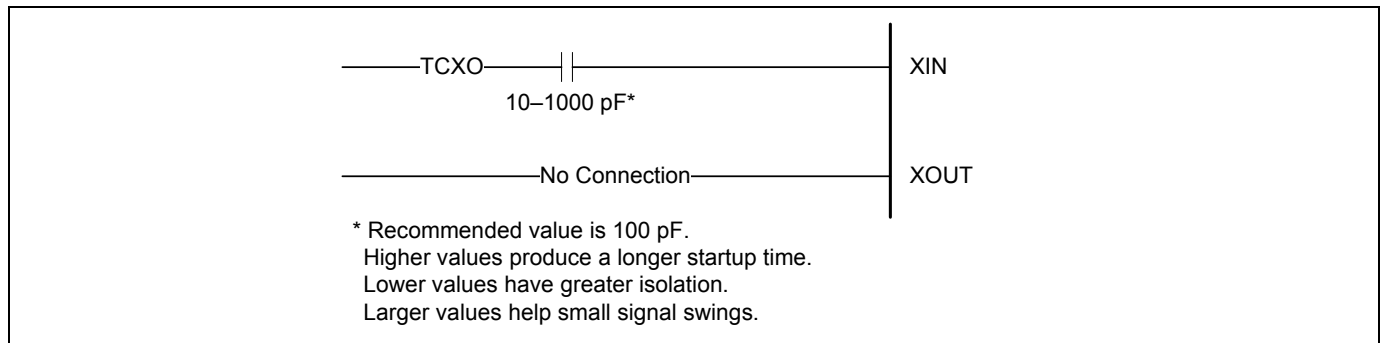 TCXO XIN
10–1000 pF*
No Connection XOUT
* Recommended value is 100 pF.
Higher values produce a longer startup time.
Lower values have greater isolation.
Larger values help small signal swings.